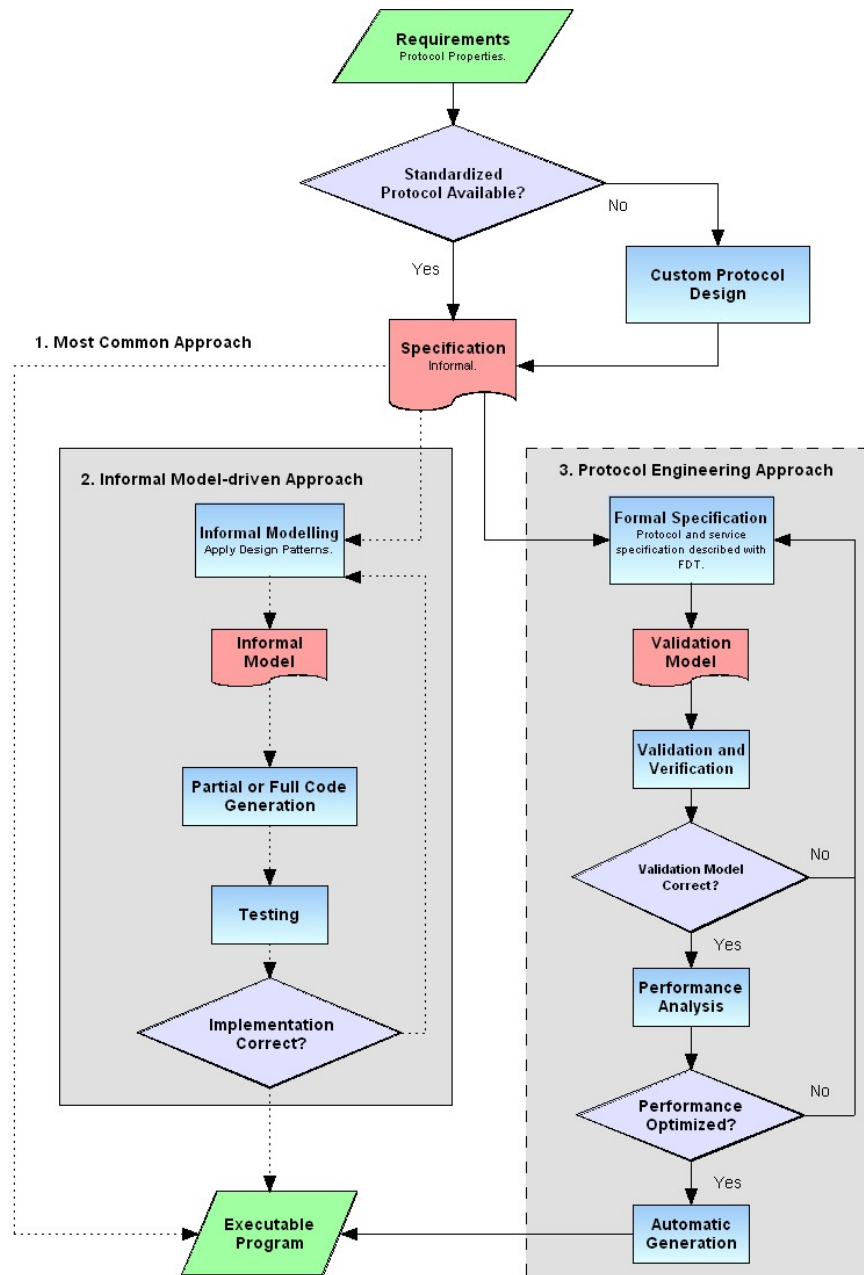 Requirements
Protocol Properties.
Standardized
Protocol Available?
No
Yes
Custom Protocol
Design
1. Most Common Approach
Specification
Informal.
2. Informal Model-driven Approach
Informal Modelling
Apply Design Patterns.
Informal
Model
Partial or Full Code
Generation
Testing
Implementation
Correct?
3. Protocol Engineering Approach
Formal Specification
Protocol and service
specification described with
FDT.
Validation
Model
Validation and
Verification
Validation Model
Correct?
No
Yes
Performance
Analysis
Performance
Optimized?
No
Yes
Automatic
Generation
Executable
Program